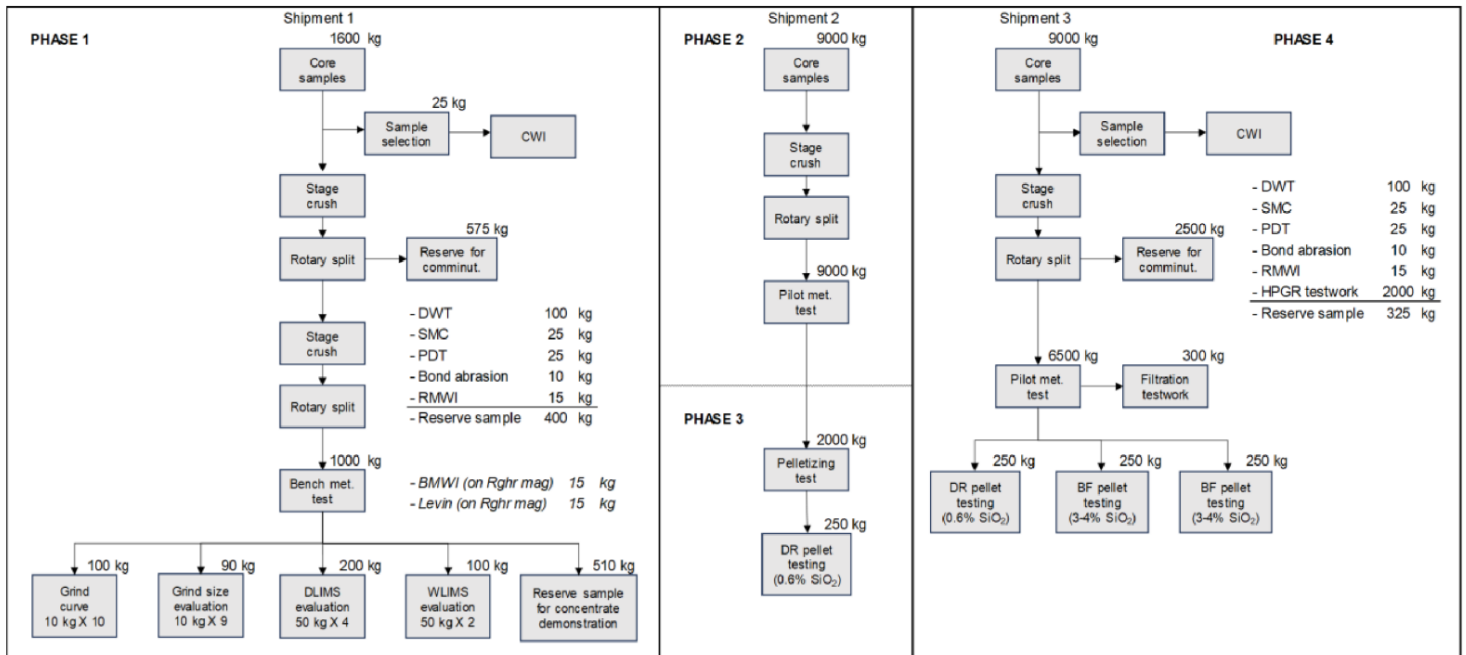 Shipment 1
PHASE 1
1600 kg
Core
samples
25 kg
Sample
selection
CWI
Stage
crush
575 kg
Rotary split
Reserve for
comminut.
- DWT 100 kg
- SMC 25 kg
- PDT 25 kg
- Bond abrasion 10 kg
- RMWI 15 kg
- Reserve sample 400 kg
Stage
crush
Rotary split
1000 kg
Bench met.
test
- BMWI (on Rghr mag) 15 kg
- Levin (on Rghr mag) 15 kg
100 kg
Grind
curve
10 kg X 10
90 kg
Grind size
evaluation
10 kg X 9
200 kg
DLIMS
evaluation
50 kg X 4
100 kg
WLIMS
evaluation
50 kg X 2
510 kg
Reserve sample
for concentrate
demonstration
Shipment 2
PHASE 2
9000 kg
Core
samples
Stage
crush
Rotary split
9000 kg
Pilot met.
test
PHASE 3
2000 kg
Pelletizing
test
250 kg
DR pellet
testing
(0.6% SiO₂)
Shipment 3
PHASE 4
9000 kg
Core
samples
Sample
selection
CWI
Stage
crush
2500 kg
Rotary split
Reserve for
comminut.
- DWT 100 kg
- SMC 25 kg
- PDT 25 kg
- Bond abrasion 10 kg
- RMWI 15 kg
- HPGR testwork 2000 kg
- Reserve sample 325 kg
6500 kg
Pilot met.
test
300 kg
Filtration
testwork
250 kg
DR pellet
testing
(0.6% SiO₂)
250 kg
BF pellet
testing
(3-4% SiO₂)
250 kg
BF pellet
testing
(3-4% SiO₂)